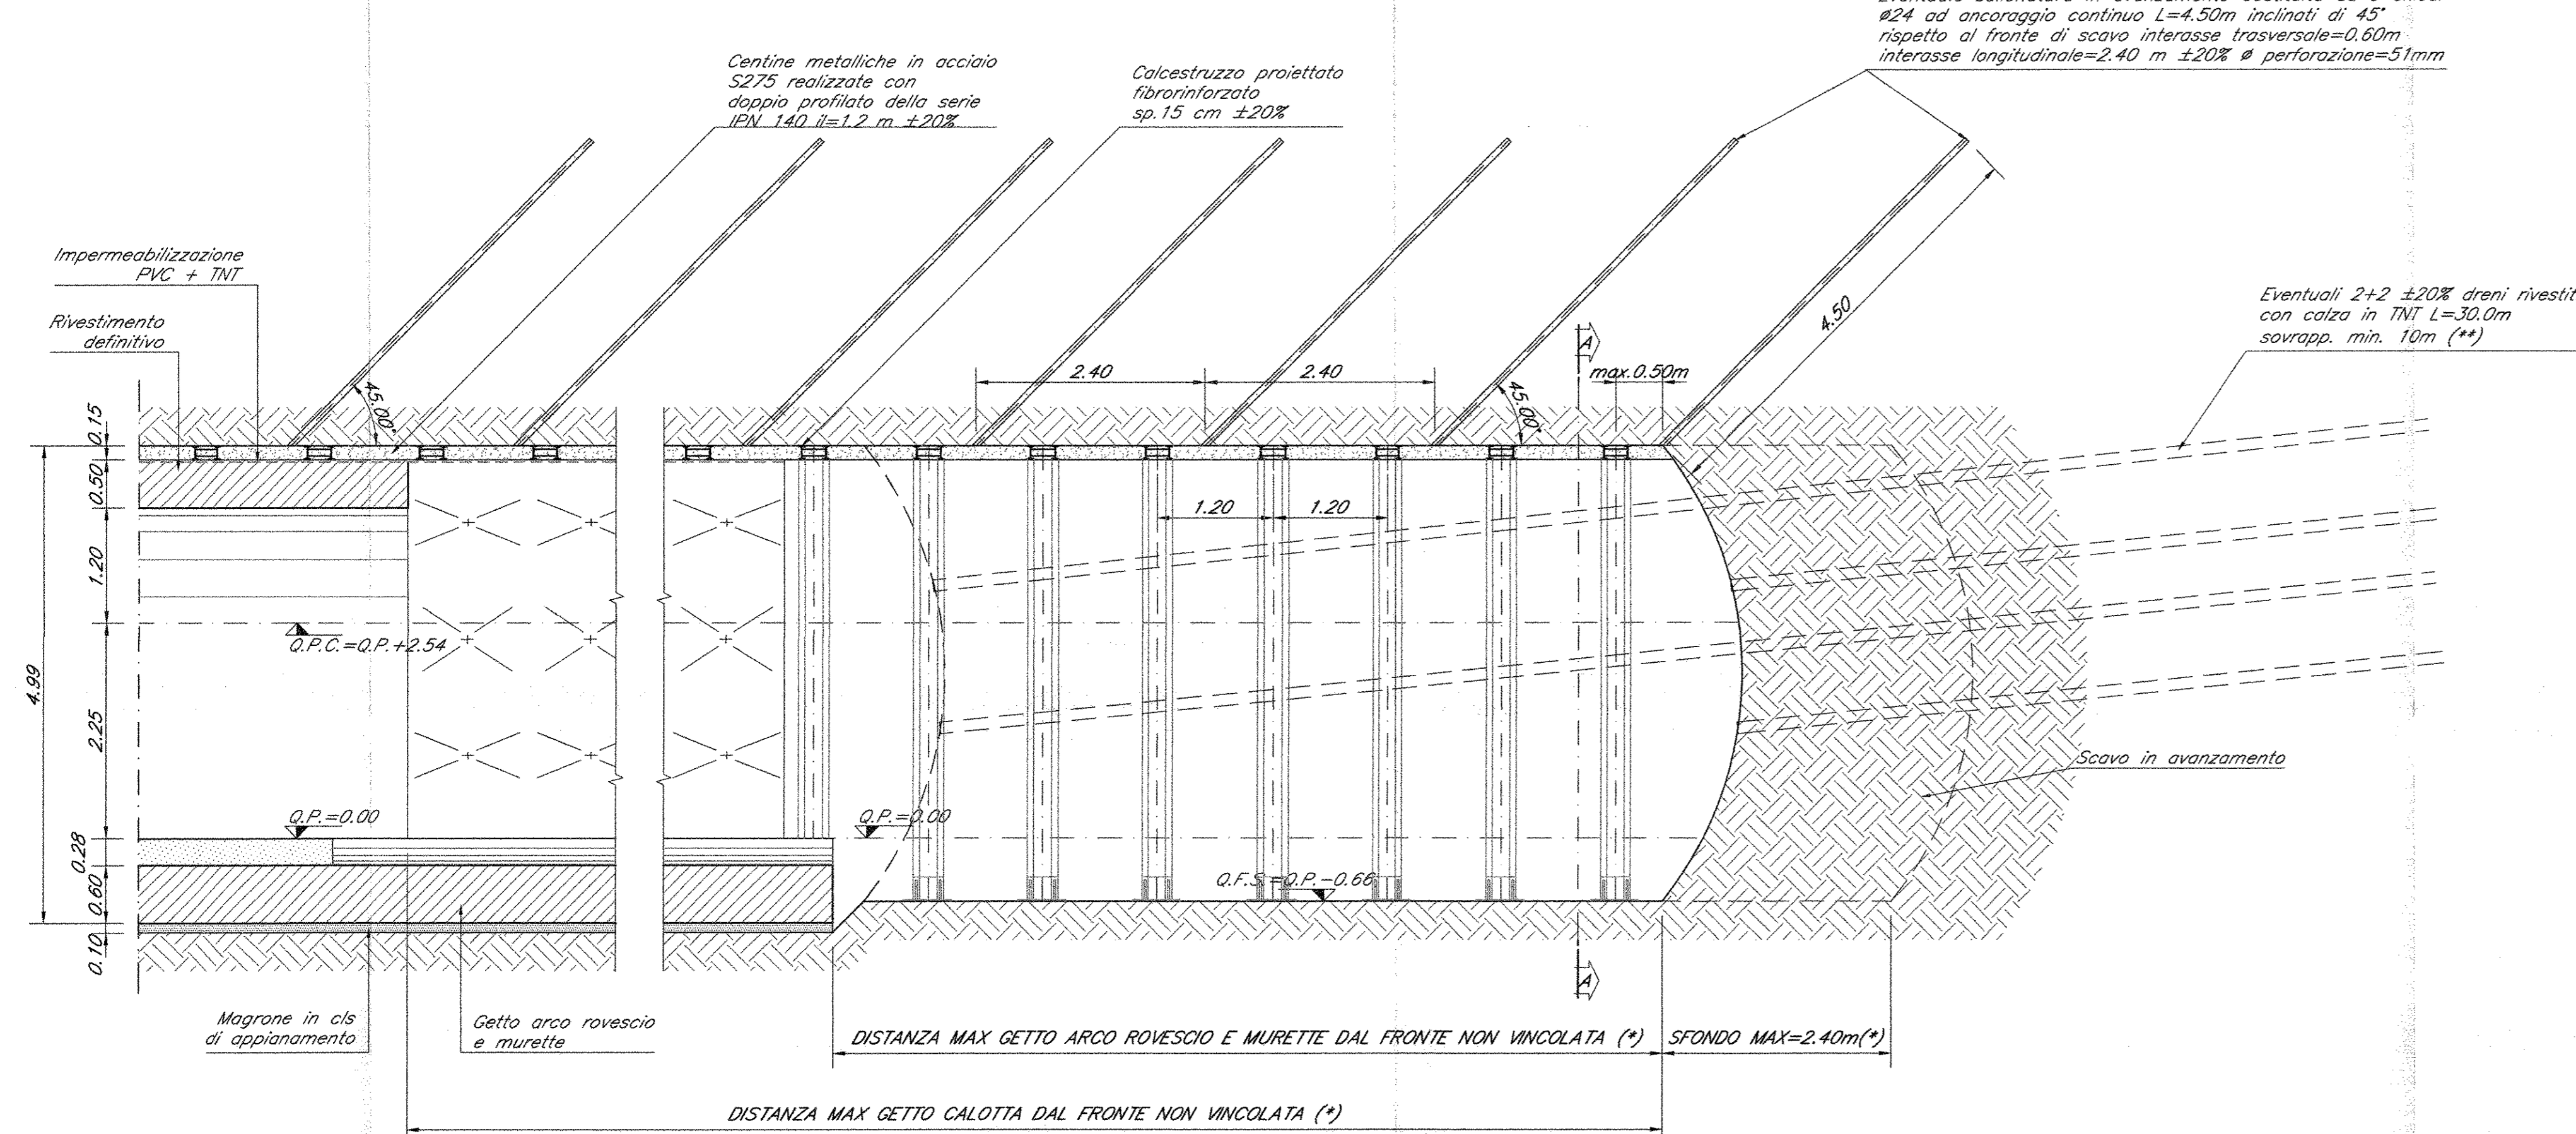 Ø24 ad ancoraggio continuo L=4.50m inclinati di 45°
rispetto al fronte di scavo interasse trasversale=0.60m
interasse longitudinale=2.40 m ±20% Ø perforazione=51mm
Centine metalliche in acciaio
S275 realizzate con
doppio profilato della serie
IPN 140 il=1.2 m ±20%
Calcestruzzo proiettato
fibrorinforzato
sp.15 cm ±20%
Impermeabilizzazione
PVC + TNT
Rivestimento
definitivo
Eventuali 2+2 ±20% dreni rivestit
con calza in TNT L=30.0m
sovrapp. min. 10m (**)
4.50
A
2.40
2.40
max.0.50m
45.00°
45.00°
0.15
0.50
1.20
2.25
4.99
0.28
0.60
0.10
1.20
1.20
Q.P.C.=Q.P.+2.54
Q.P.=0.00
Q.P.=0.00
Q.F.S.=Q.P.-0.66
Scavo in avanzamento
A
Magrone in cls
di appianamento
Getto arco rovescio
e murette
DISTANZA MAX GETTO ARCO ROVESCIO E MURETTE DAL FRONTE NON VINCOLATA (*)
SFONDO MAX=2.40m(*)
DISTANZA MAX GETTO CALOTTA DAL FRONTE NON VINCOLATA (*)